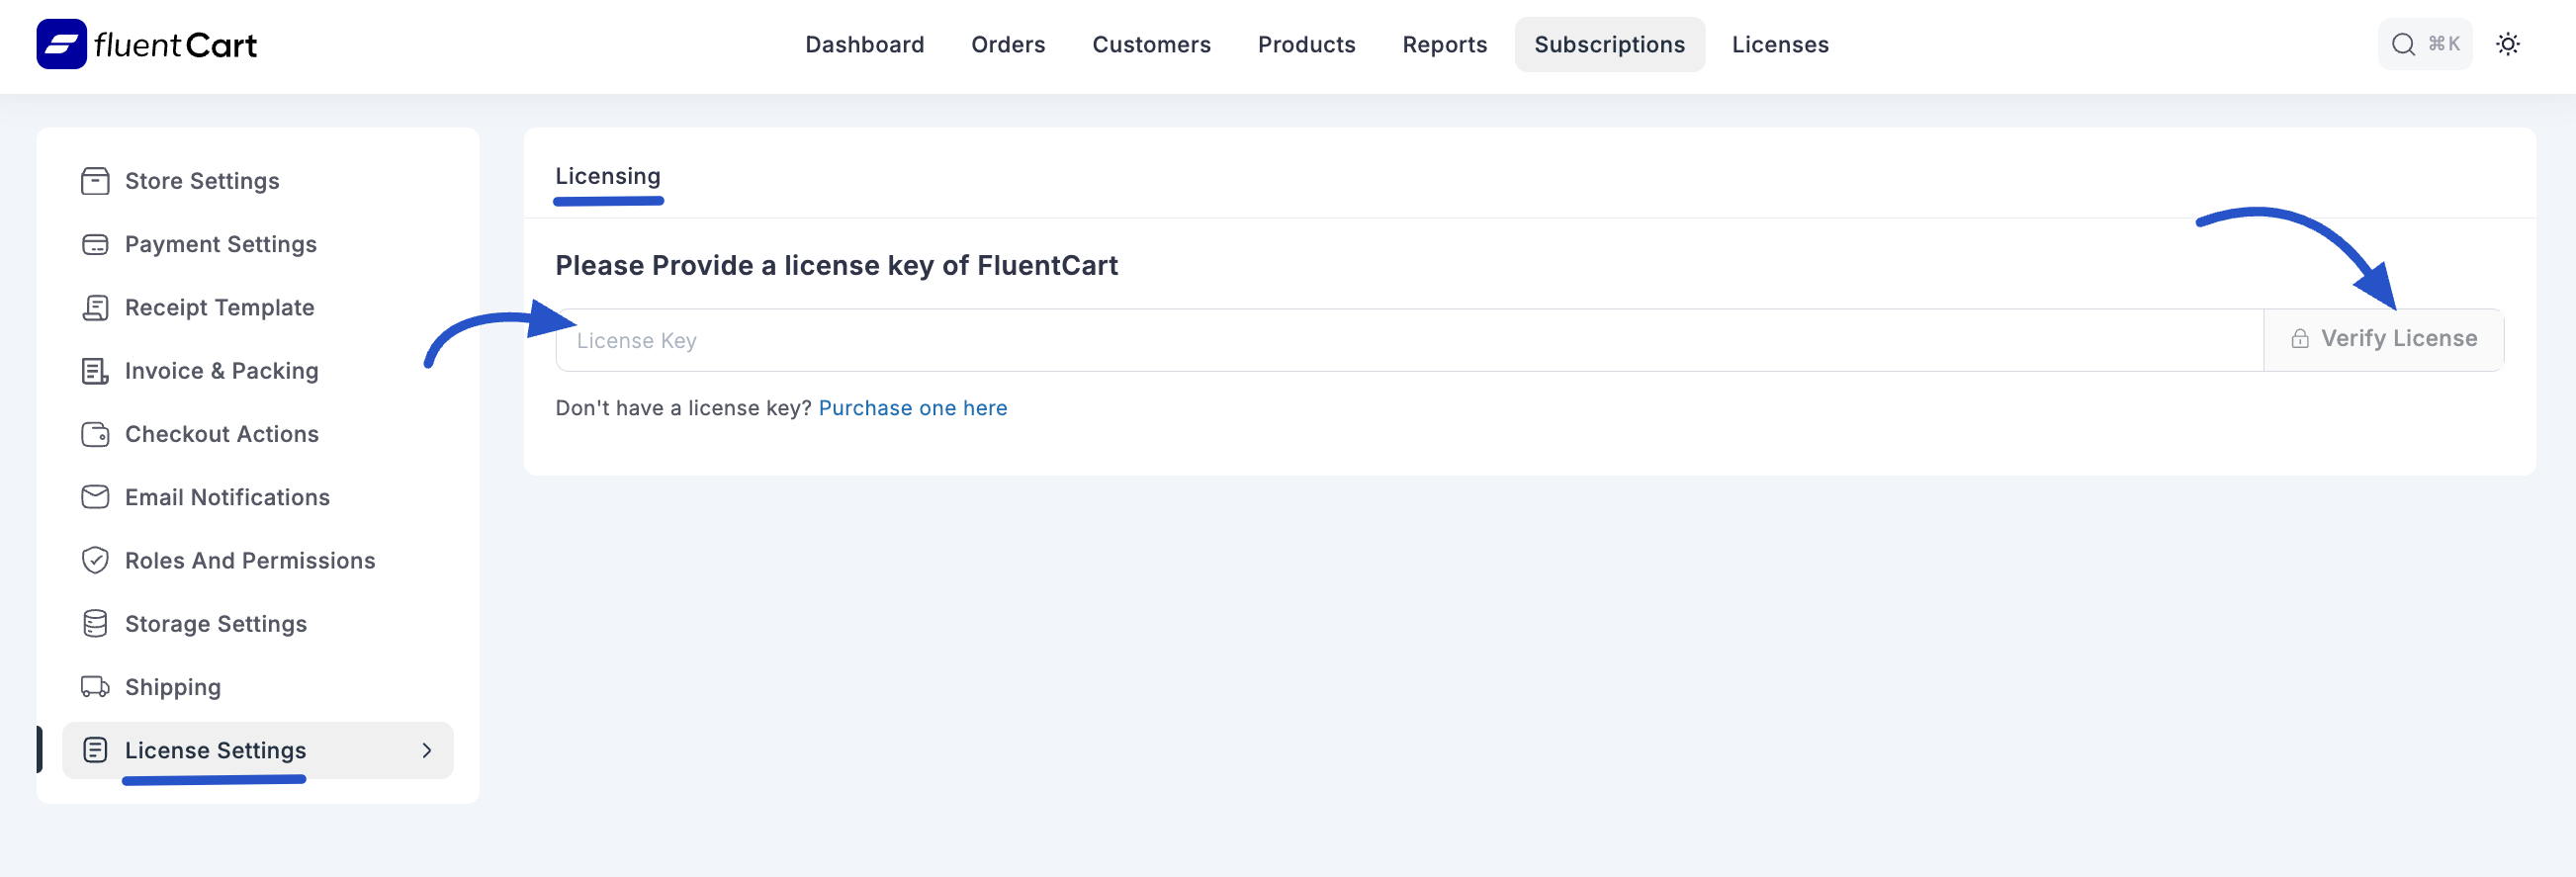 fluentCart
Dashboard
Orders
Customers
Products
Reports
Subscriptions
Licenses
⌘K
Store Settings
Payment Settings
Receipt Template
Invoice & Packing
Checkout Actions
Email Notifications
Roles And Permissions
Storage Settings
Shipping
License Settings
Licensing
Please Provide a license key of FluentCart
License Key
Verify License
Don't have a license key? Purchase one here